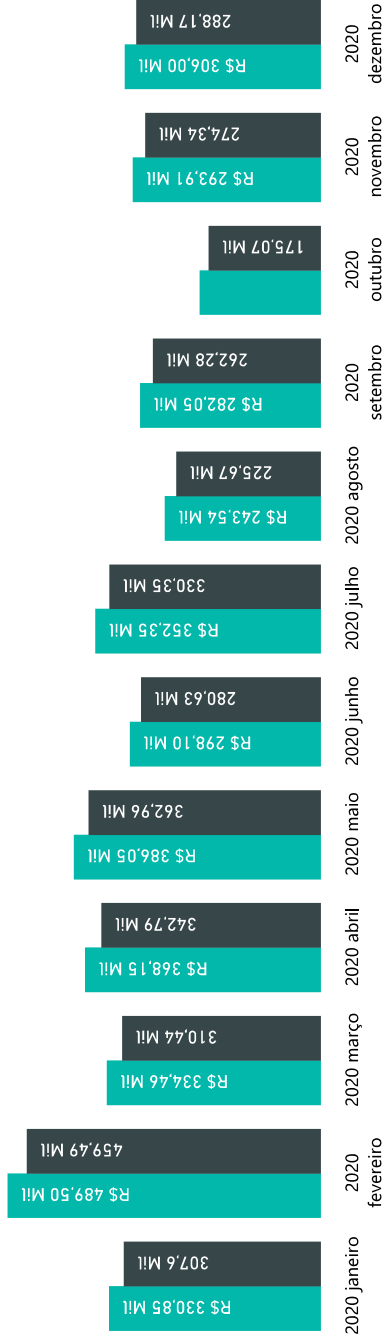 288,17 Mil
R$ 306,00 Mil
2020
dezembro
274,34 Mil
R$ 293,91 Mil
2020
novembro
175,07 Mil
2020
outubro
262,28 Mil
R$ 282,05 Mil
2020
setembro
225,67 Mil
R$ 243,54 Mil
2020 agosto
330,35 Mil
R$ 352,35 Mil
2020 julho
280,63 Mil
R$ 298,10 Mil
2020 junho
362,96 Mil
R$ 386,05 Mil
2020 maio
342,79 Mil
R$ 368,15 Mil
2020 abril
310,44 Mil
R$ 334,46 Mil
2020 março
459,49 Mil
R$ 489,50 Mil
2020
fevereiro
307,6 Mil
R$ 330,85 Mil
2020 janeiro